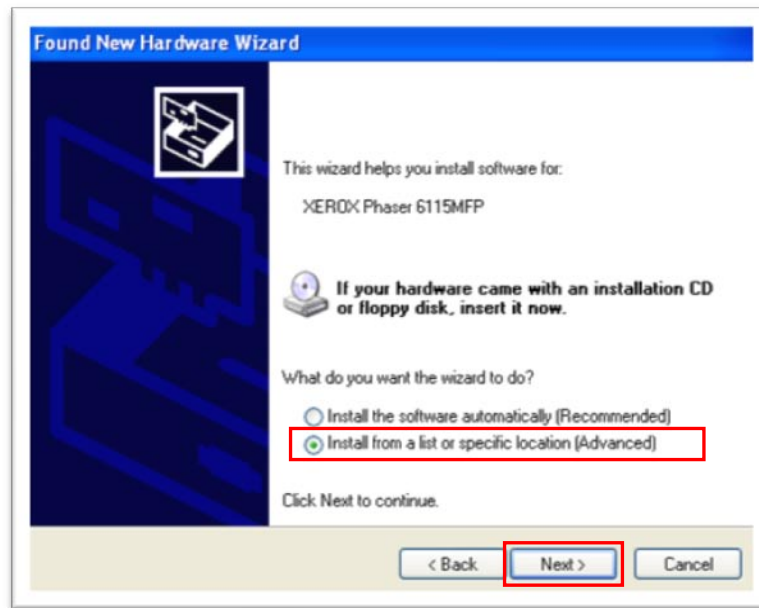 Found New Hardware Wizard
This wizard helps you install software for:
XEROX Phaser 6115MFP
If your hardware came with an installation CD
or floppy disk, insert it now.
What do you want the wizard to do?
Install the software automatically (Recommended)
Install from a list or specific location (Advanced)
Click Next to continue.
< Back Next > Cancel